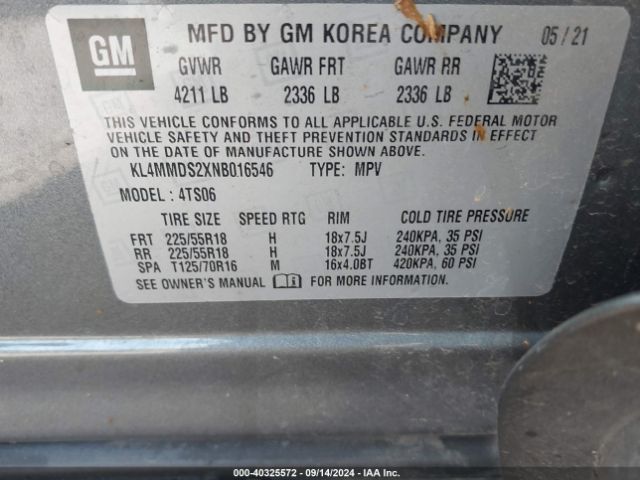 GM
MFD BY GM KOREA COMPANY 05/21
GVWR GAWR FRT GAWR RR
4211 LB 2336 LB 2336 LB
THIS VEHICLE CONFORMS TO ALL APPLICABLE U.S. FEDERAL MOTOR
VEHICLE SAFETY AND THEFT PREVENTION STANDARDS IN EFFECT
ON THE DATE OF MANUFACTURE SHOWN ABOVE.
KL4MMDS2XNB016546 TYPE: MPV
MODEL: 4TS06
TIRE SIZE SPEED RTG RIM COLD TIRE PRESSURE
FRT 225/55R18 H 18x7.5J 240KPA, 35 PSI
RR 225/55R18 H 18x7.5J 240KPA, 35 PSI
SPA T125/70R16 M 16x4.0BT 420KPA, 60 PSI
SEE OWNER'S MANUAL FOR MORE INFORMATION.
000-40325572 — 09/14/2024 — IAAI.COM